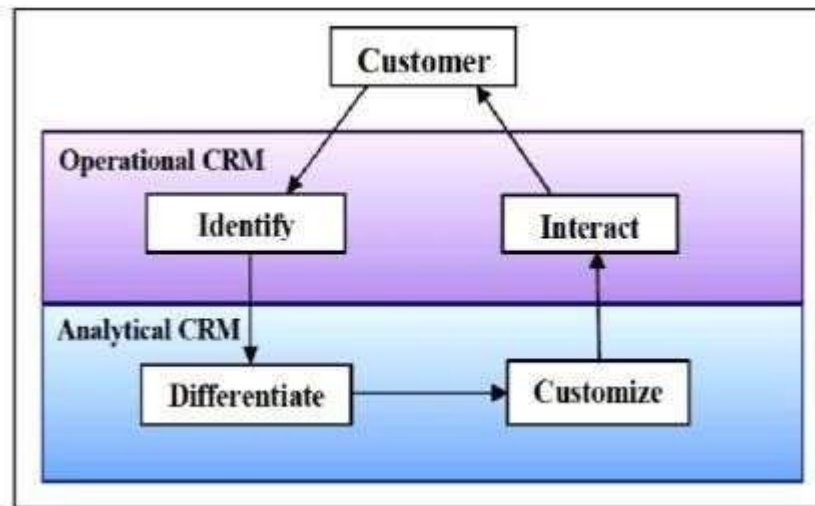 Customer
Operational CRM
Identify
Interact
Analytical CRM
Differentiate
Customize